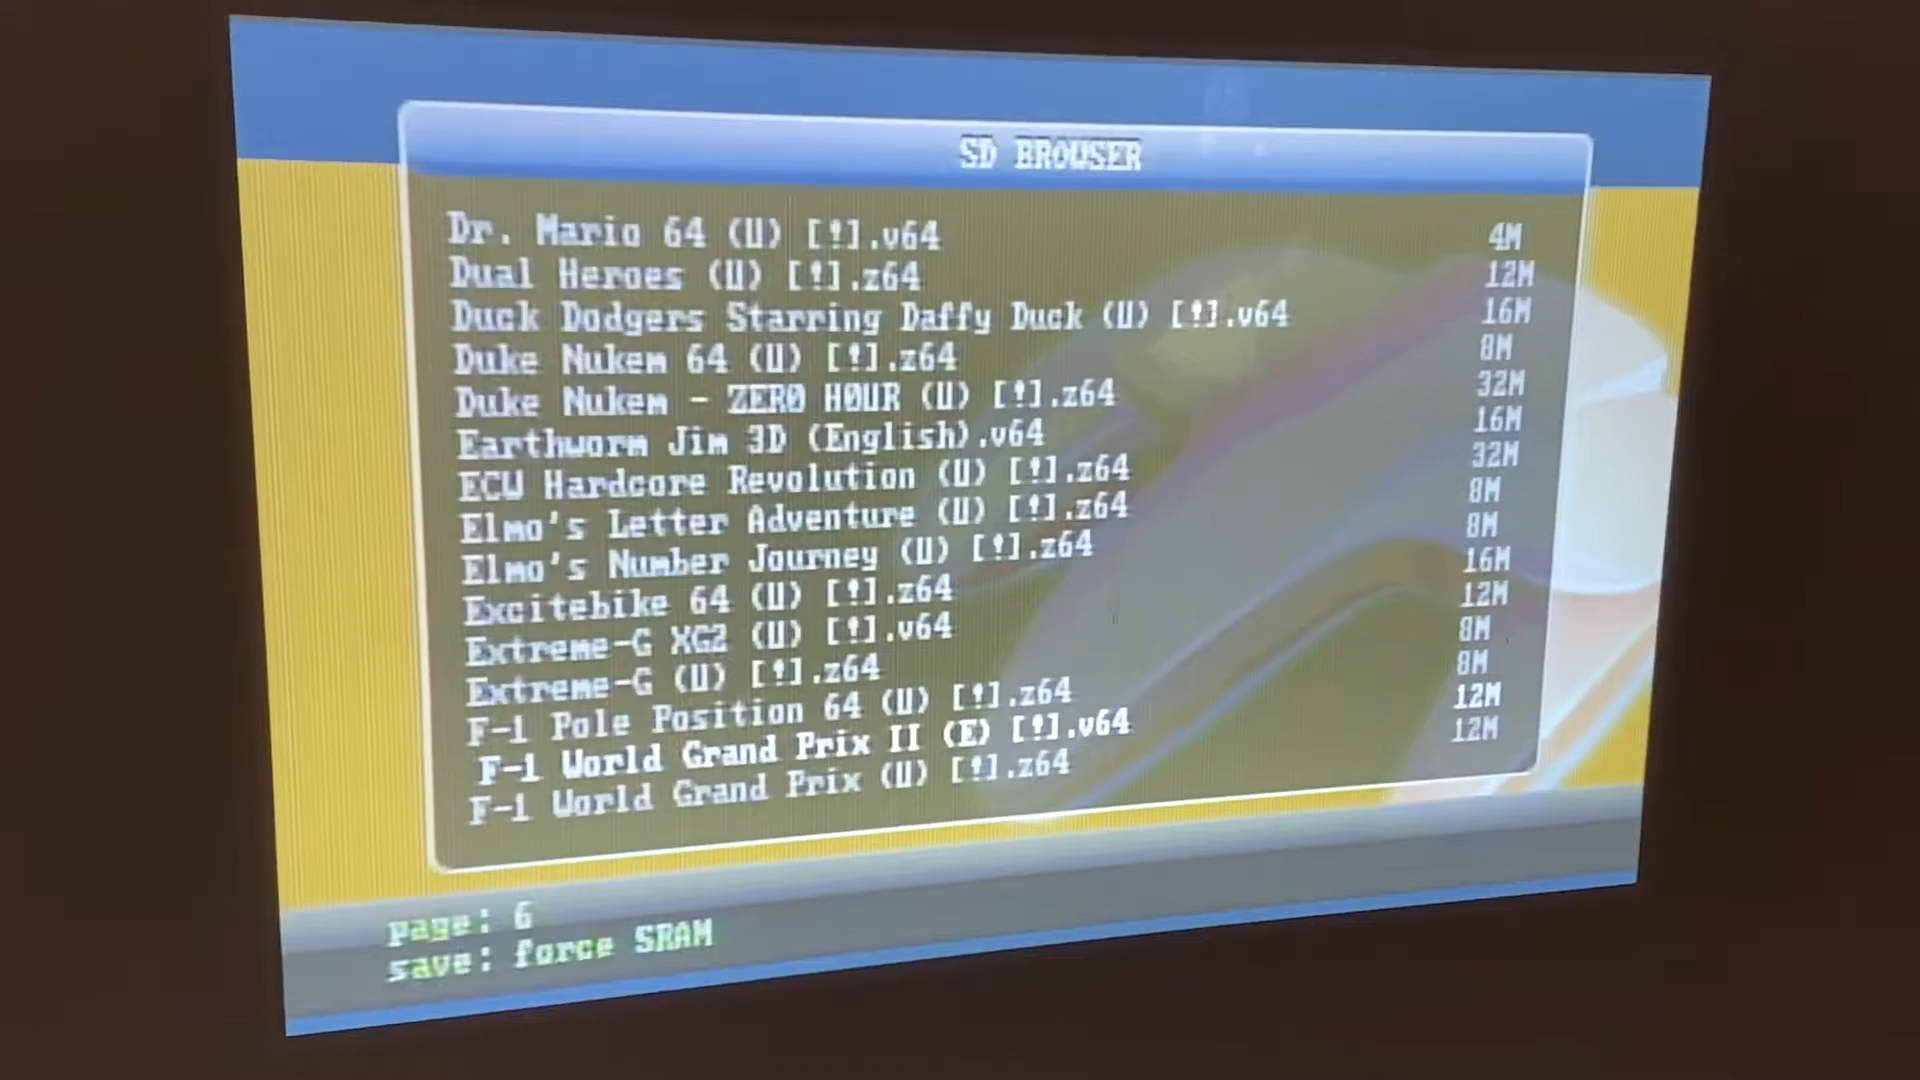 SD BROWSER
Dr. Mario 64 (U) [!].v64 4M
Dual Heroes (U) [!].z64 12M
Duck Dodgers Starring Daffy Duck (U) [!].v64 16M
Duke Nukem 64 (U) [!].z64 8M
Duke Nukem - ZER0 H0UR (U) [!].z64 32M
Earthworm Jim 3D (English).v64 16M
ECW Hardcore Revolution (U) [!].z64 32M
Elmo's Letter Adventure (U) [!].z64 8M
Elmo's Number Journey (U) [!].z64 8M
Excitebike 64 (U) [!].z64 16M
Extreme-G XG2 (U) [!].v64 12M
Extreme-G (U) [!].z64 8M
F-1 Pole Position 64 (U) [!].z64 8M
F-1 World Grand Prix II (E) [!].v64 12M
F-1 World Grand Prix (U) [!].z64 12M
page: 6
save: force SRAM